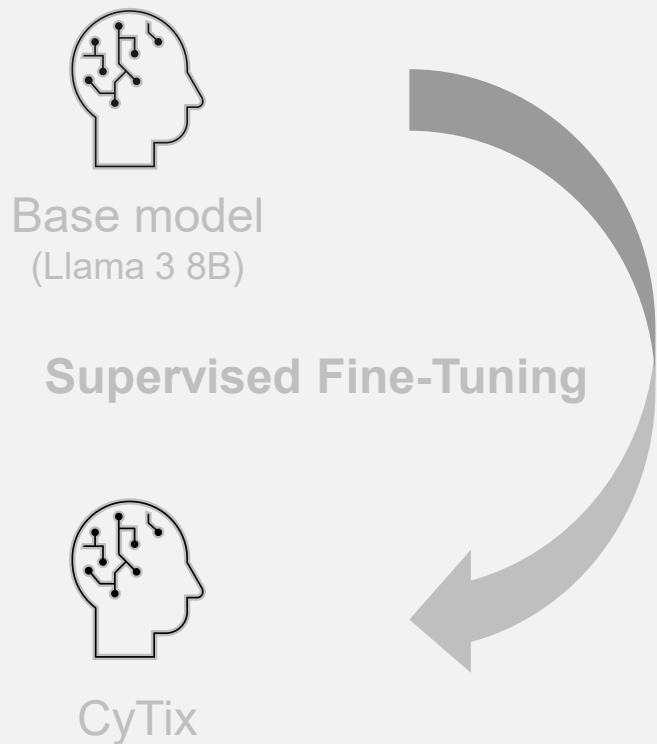 Base model
(Llama 3 8B)
Supervised Fine-Tuning
CyTix